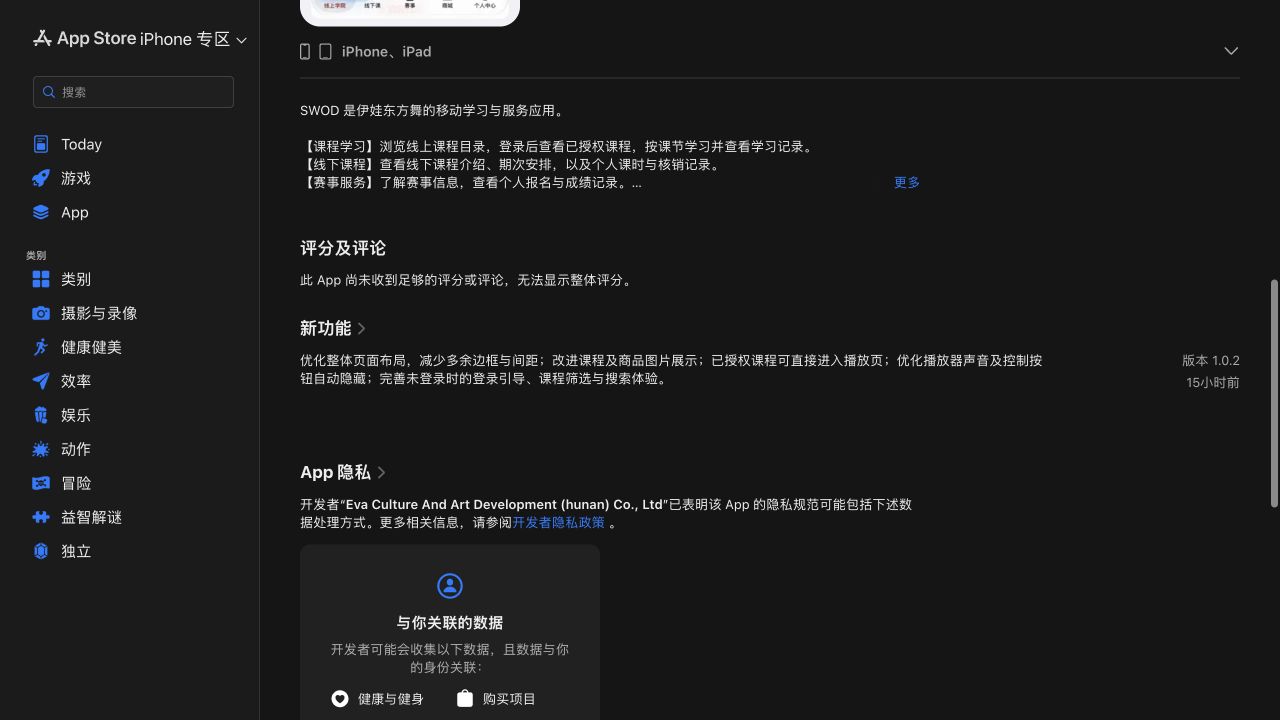 App Store iPhone 专区
搜索
Today
游戏
App
类别
类别
摄影与录像
健康健美
效率
娱乐
动作
冒险
益智解谜
独立
线上学院 线下课 赛事 商城 个人中心
iPhone、iPad
SWOD 是伊娃东方舞的移动学习与服务应用。
【课程学习】浏览线上课程目录，登录后查看已授权课程，按课节学习并查看学习记录。
【线下课程】查看线下课程介绍、期次安排，以及个人课时与核销记录。
【赛事服务】了解赛事信息，查看个人报名与成绩记录。...
更多
评分及评论
此 App 尚未收到足够的评分或评论，无法显示整体评分。
新功能
优化整体页面布局，减少多余边框与间距；改进课程及商品图片展示；已授权课程可直接进入播放页；优化播放器声音及控制按
钮自动隐藏；完善未登录时的登录引导、课程筛选与搜索体验。
版本 1.0.2
15小时前
App 隐私
开发者“Eva Culture And Art Development (hunan) Co., Ltd”已表明该 App 的隐私规范可能包括下述数
据处理方式。更多相关信息，请参阅开发者隐私政策 。
与你关联的数据
开发者可能会收集以下数据，且数据与你
的身份关联：
健康与健身
购买项目